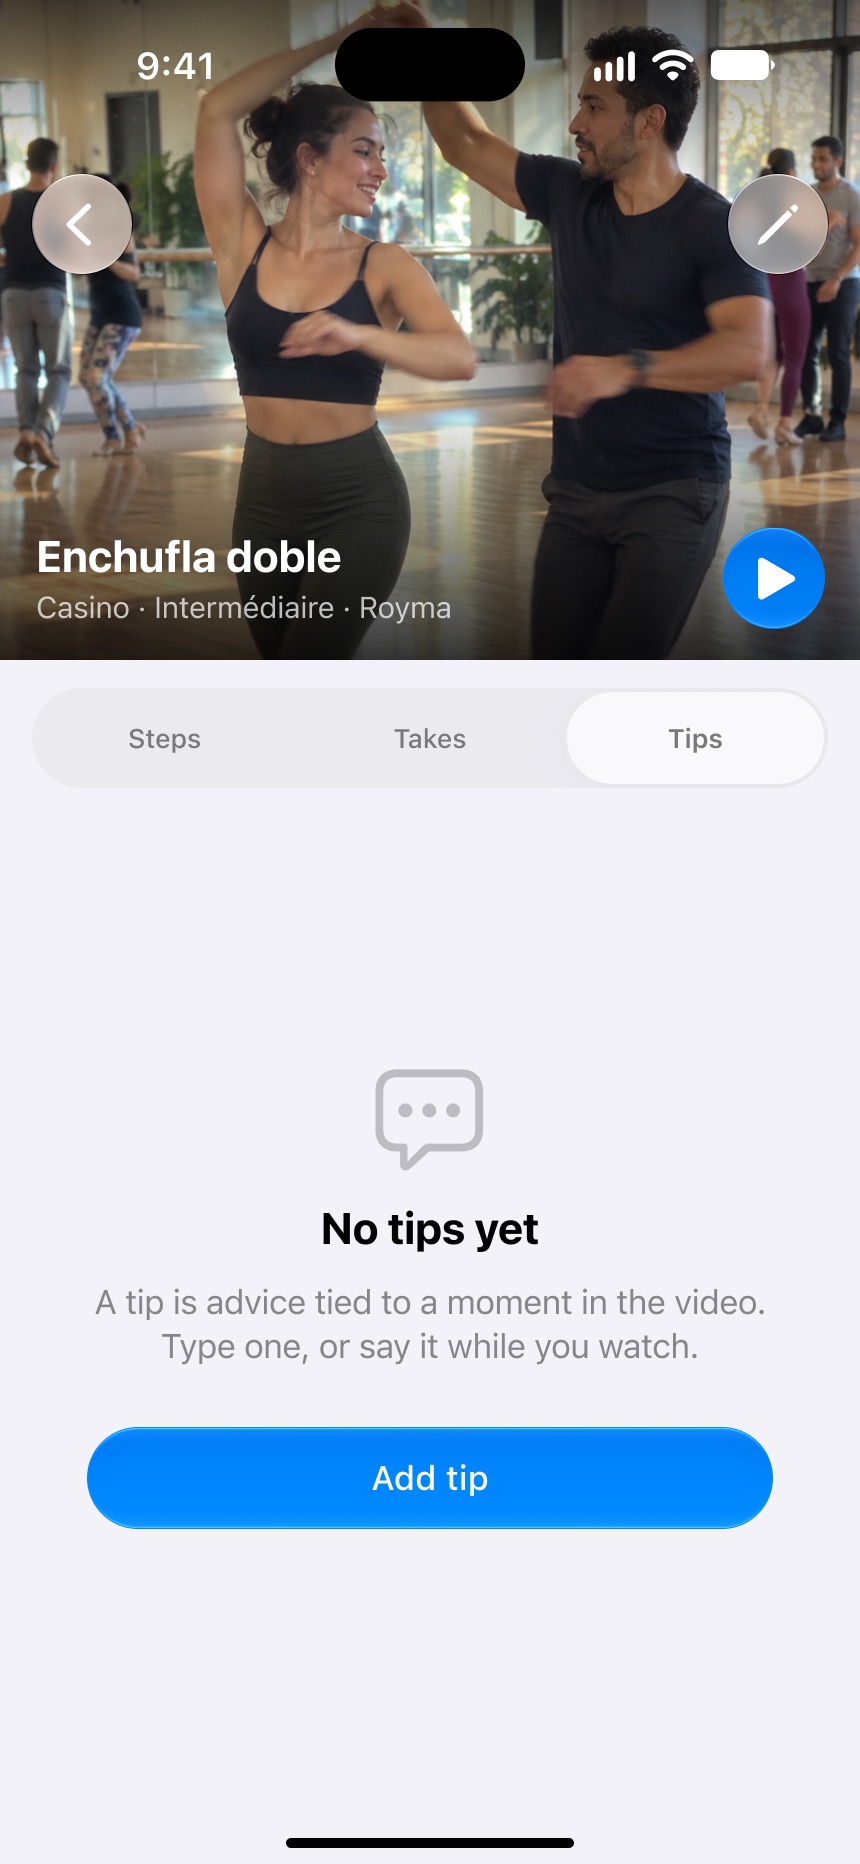 9:41
Enchufla doble
Casino · Intermédiaire · Royma
Steps
Takes
Tips
No tips yet
A tip is advice tied to a moment in the video.
Type one, or say it while you watch.
Add tip